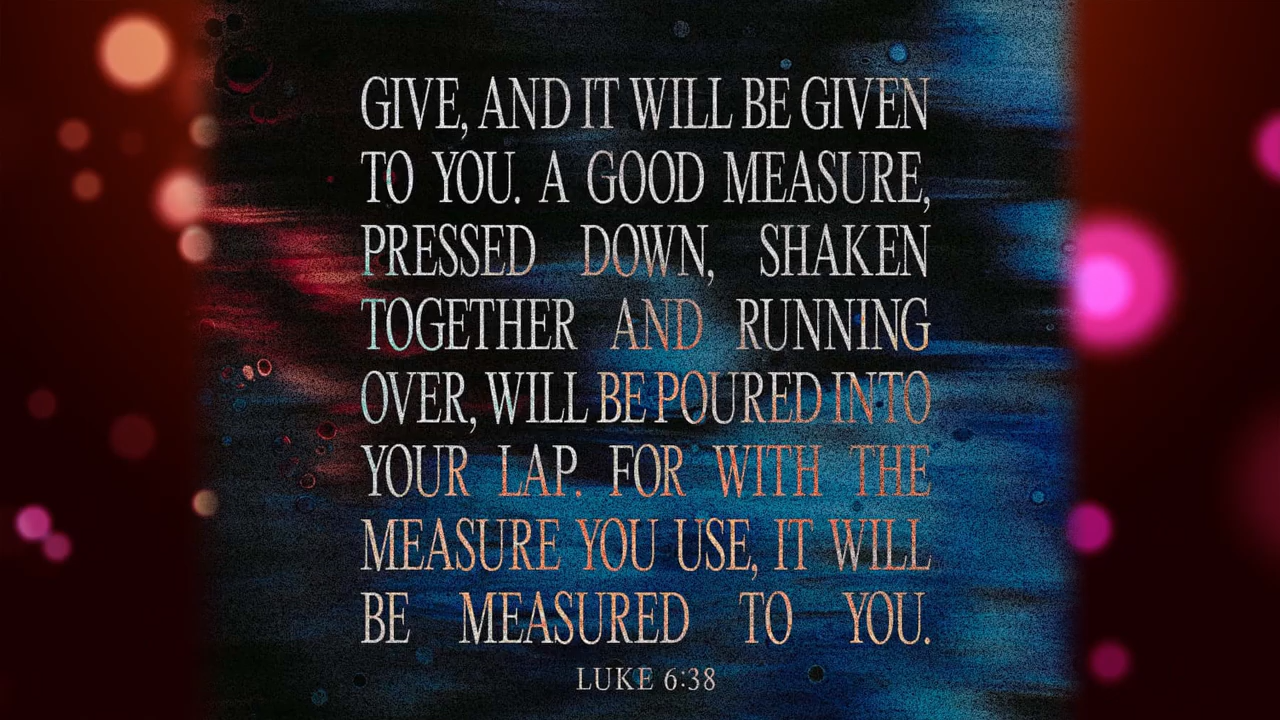 GIVE, AND IT WILL BE GIVEN
TO YOU. A GOOD MEASURE,
PRESSED DOWN, SHAKEN
TOGETHER AND RUNNING
OVER, WILL BE POURED INTO
YOUR LAP. FOR WITH THE
MEASURE YOU USE, IT WILL
BE MEASURED TO YOU.
LUKE 6:38